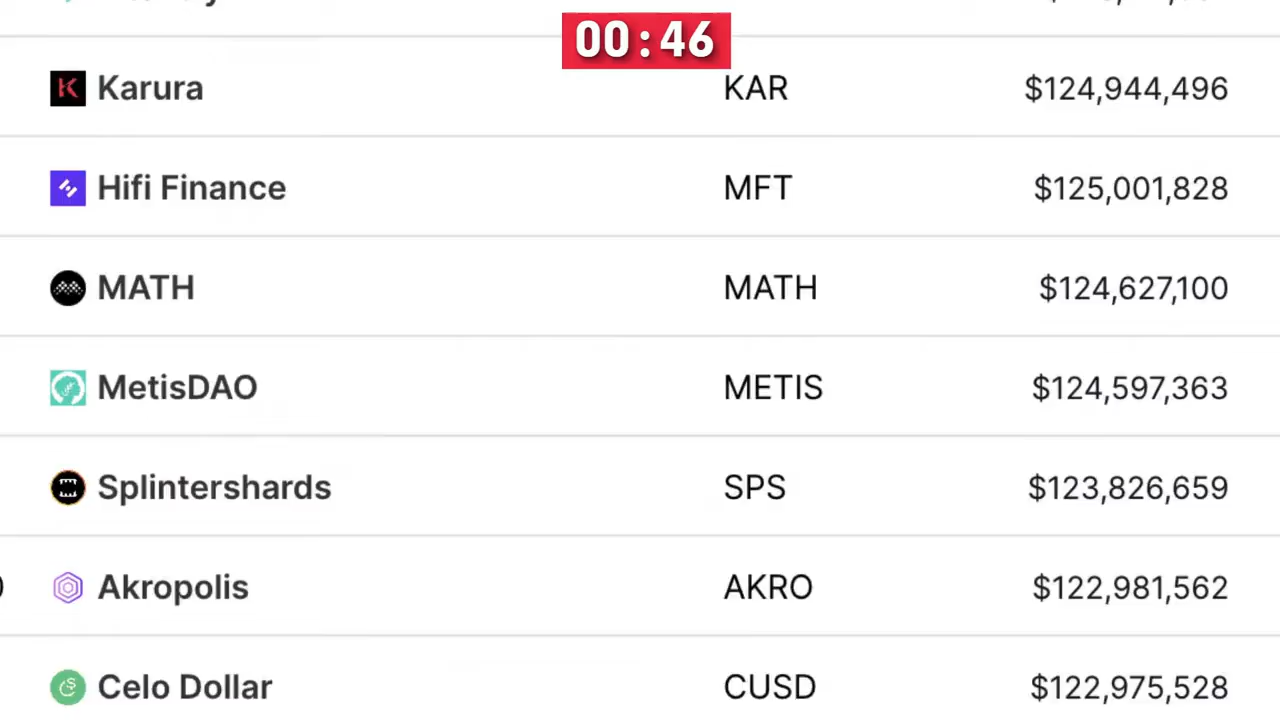 00:46
Karura KAR $124,944,496
Hifi Finance MFT $125,001,828
MATH MATH $124,627,100
MetisDAO METIS $124,597,363
Splintershards SPS $123,826,659
Akropolis AKRO $122,981,562
Celo Dollar CUSD $122,975,528